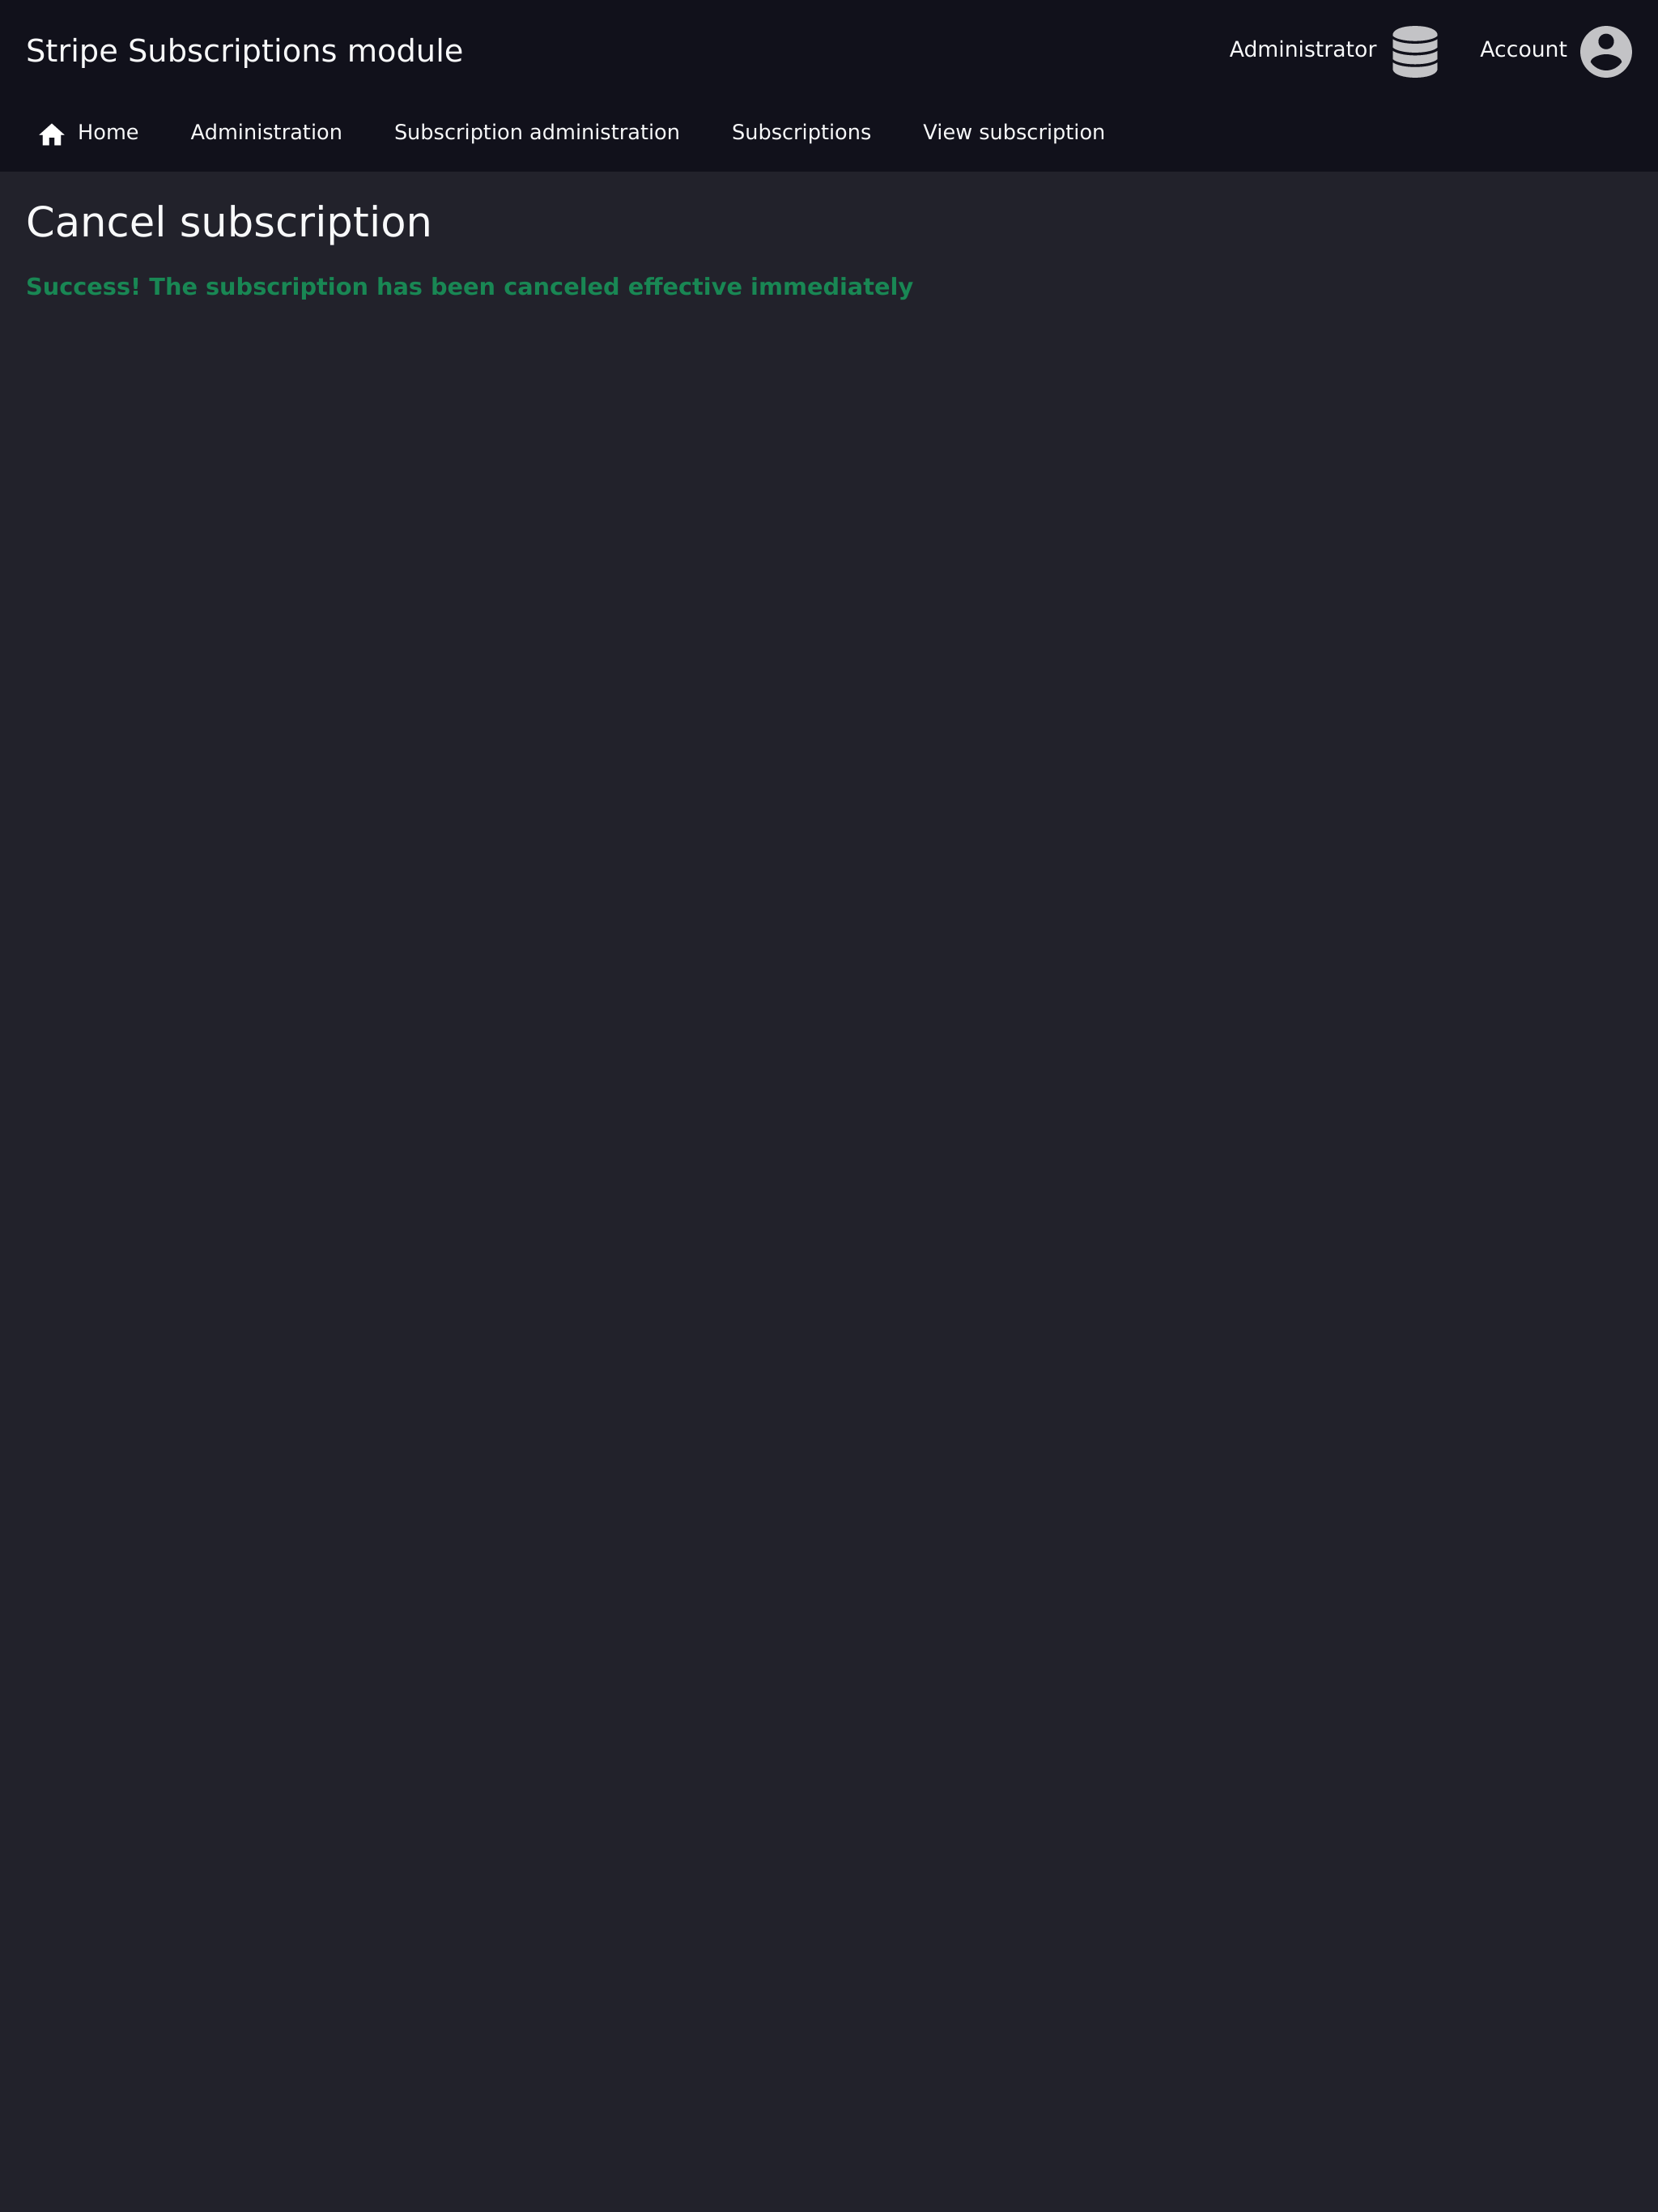 Stripe Subscriptions module
Administrator
Account
Home
Administration
Subscription administration
Subscriptions
View subscription
Cancel subscription
Success! The subscription has been canceled effective immediately